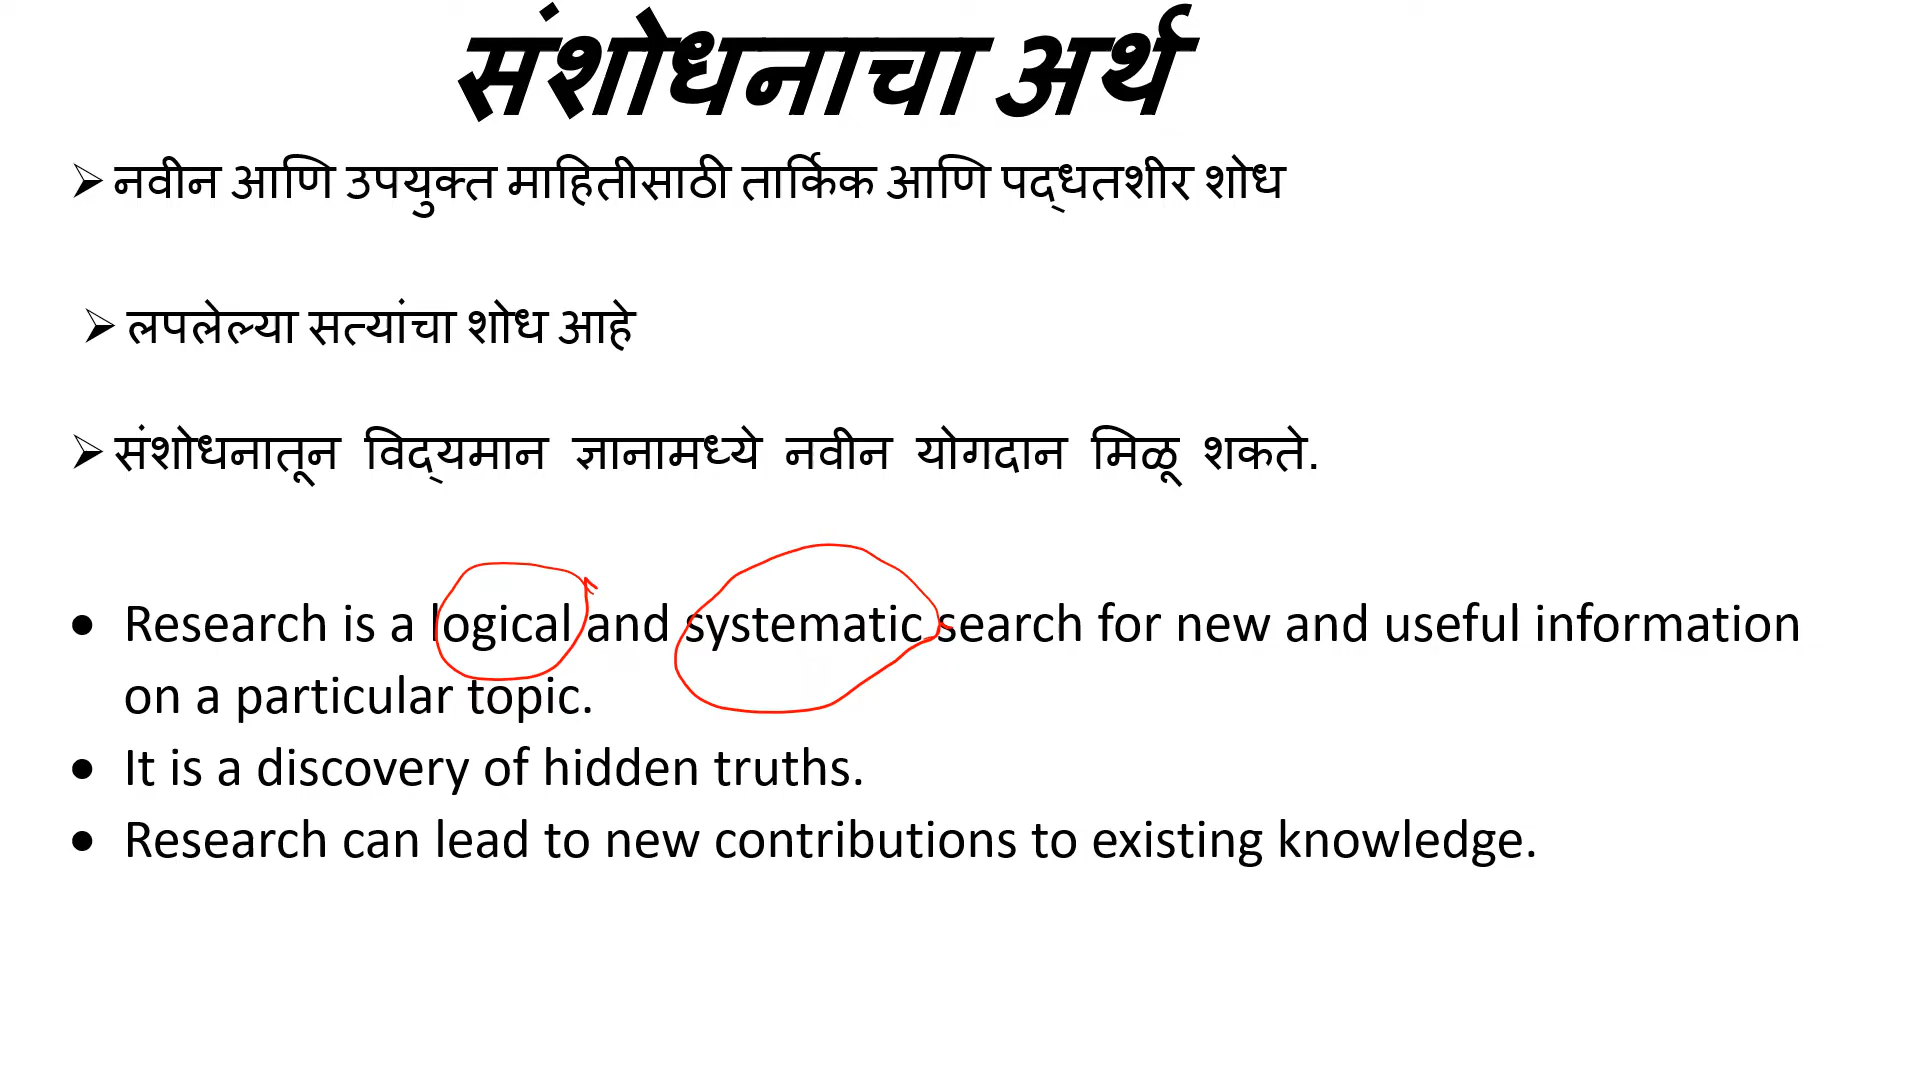 संशोधनाचा अर्थ
➢ नवीन आणि उपयुक्त माहितीसाठी तार्किक आणि पद्धतशीर शोध
➢ लपलेल्या सत्यांचा शोध आहे
➢ संशोधनातून विद्यमान ज्ञानामध्ये नवीन योगदान मिळू शकते.
• Research is a logical and systematic search for new and useful information
on a particular topic.
• It is a discovery of hidden truths.
• Research can lead to new contributions to existing knowledge.